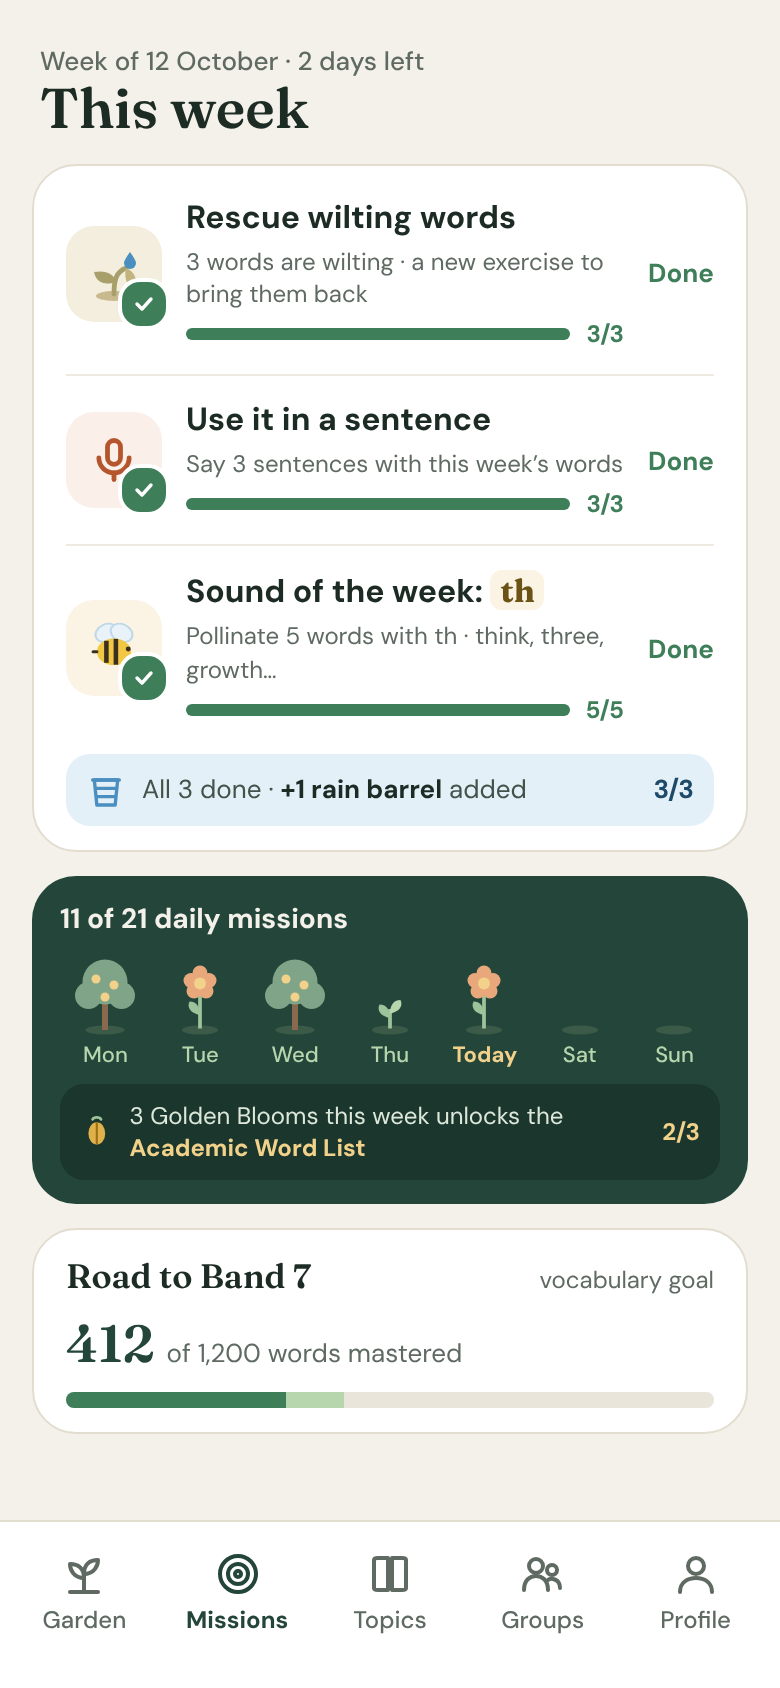 Week of 12 October · 2 days left
This week
Rescue wilting words
3 words are wilting · a new exercise to
bring them back
Done
3/3
Use it in a sentence
Say 3 sentences with this week’s words
Done
3/3
Sound of the week: th
Pollinate 5 words with th · think, three,
growth...
Done
5/5
All 3 done · +1 rain barrel added
3/3
11 of 21 daily missions
Mon Tue Wed Thu Today Sat Sun
3 Golden Blooms this week unlocks the
Academic Word List
2/3
Road to Band 7
vocabulary goal
412 of 1,200 words mastered
Garden Missions Topics Groups Profile